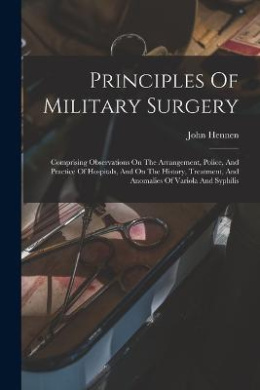 Principles Of
Military Surgery
John Hennen
Comprising Observations On The Arrangement, Police, And
Practice Of Hospitals, And On The History, Treatment, And
Anomalies Of Variola And Syphilis